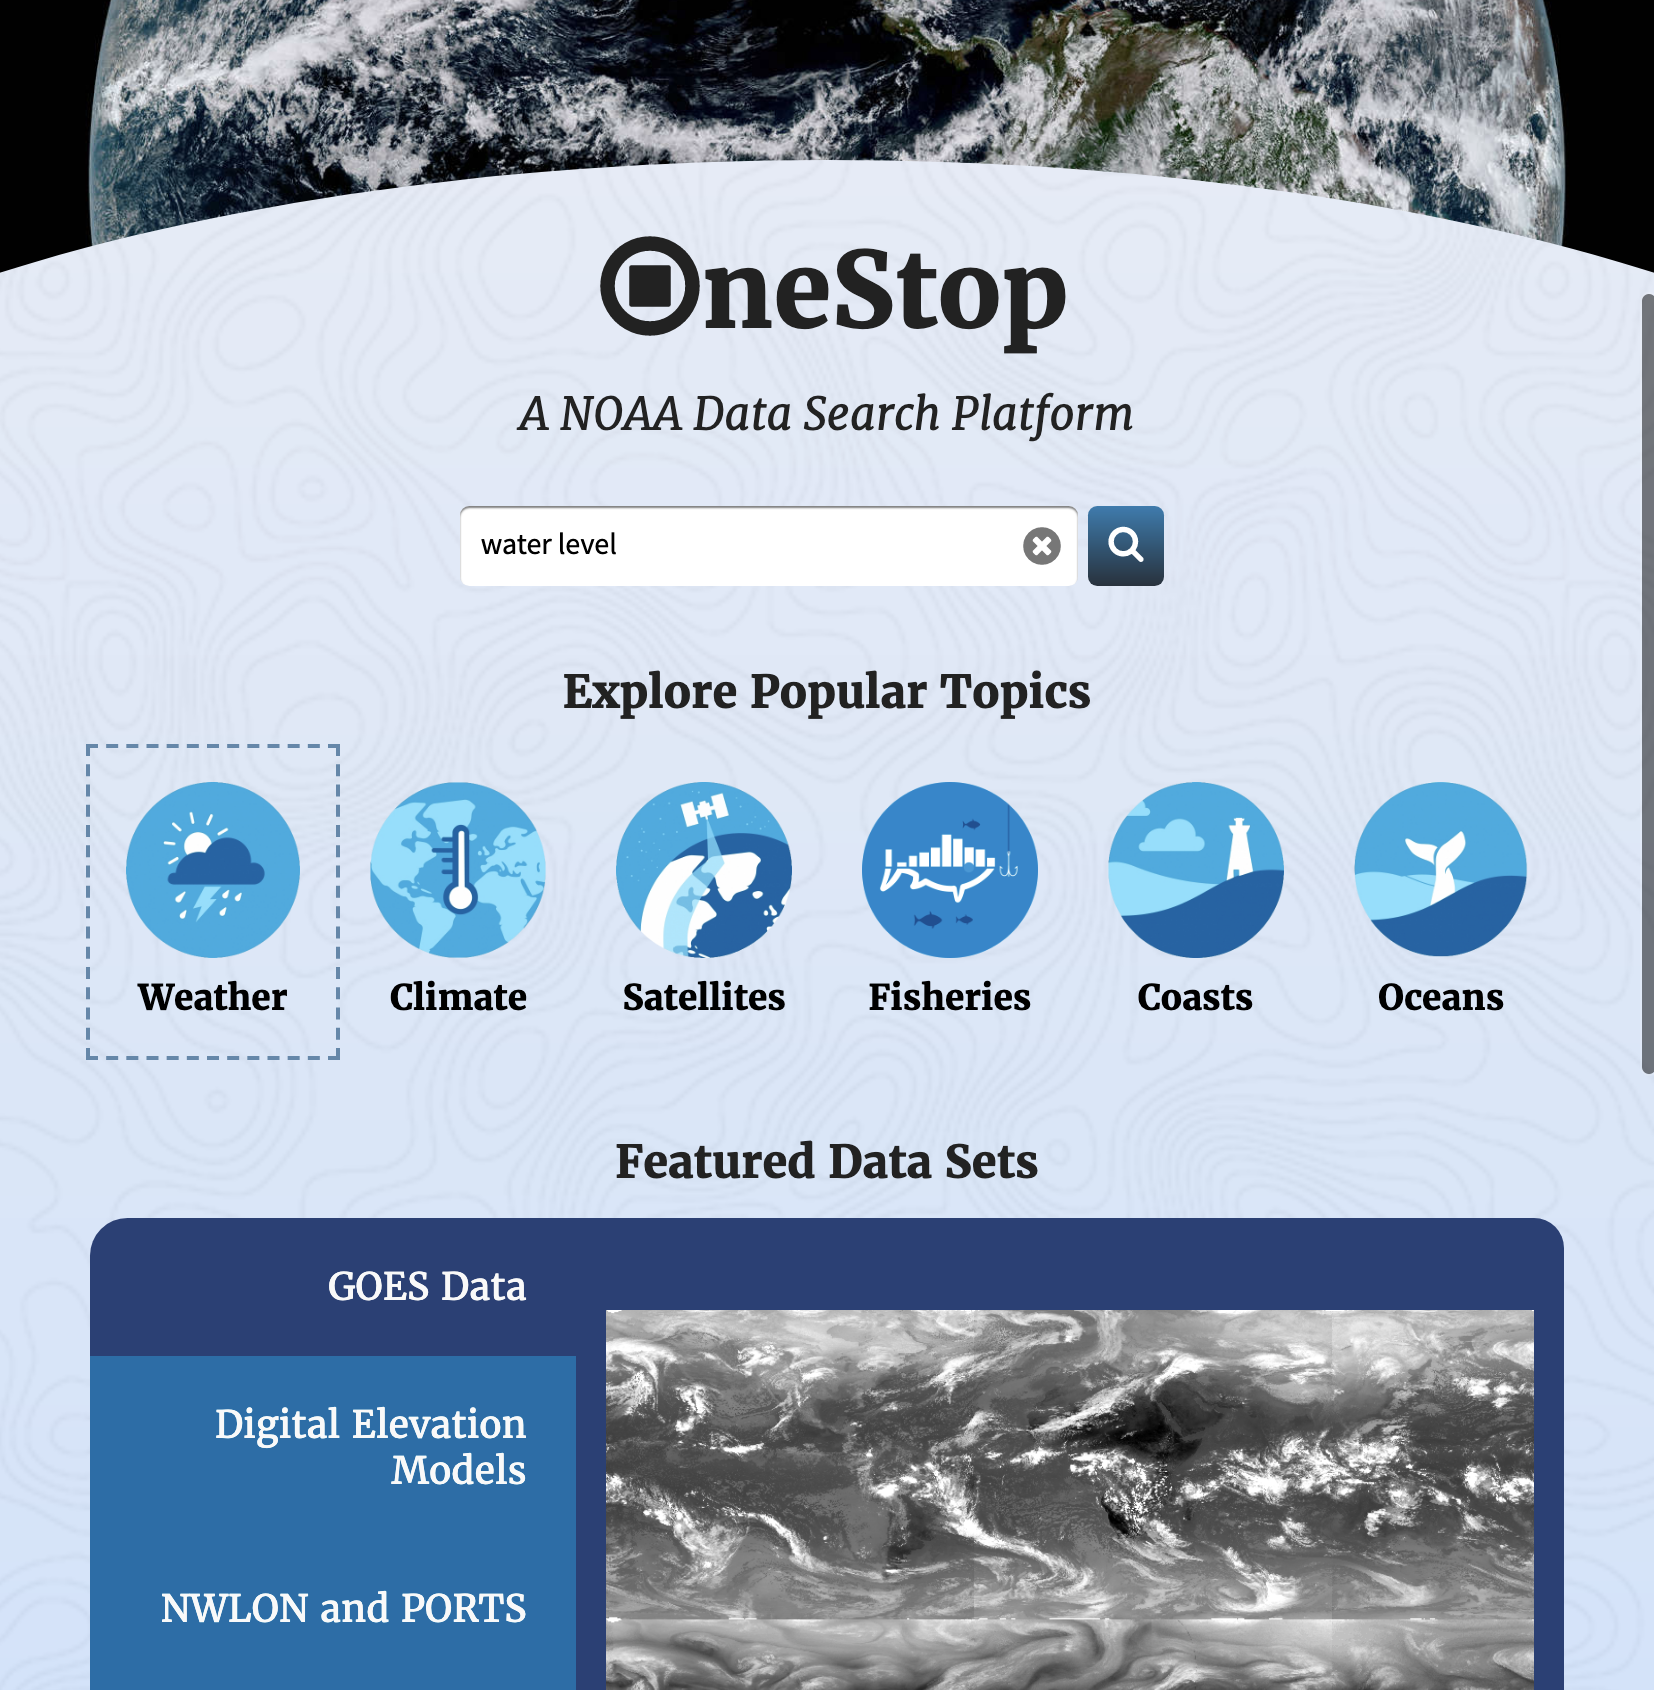 OneStop
A NOAA Data Search Platform
water level
Explore Popular Topics
Weather
Climate
Satellites
Fisheries
Coasts
Oceans
Featured Data Sets
GOES Data
Digital Elevation
Models
NWLON and PORTS